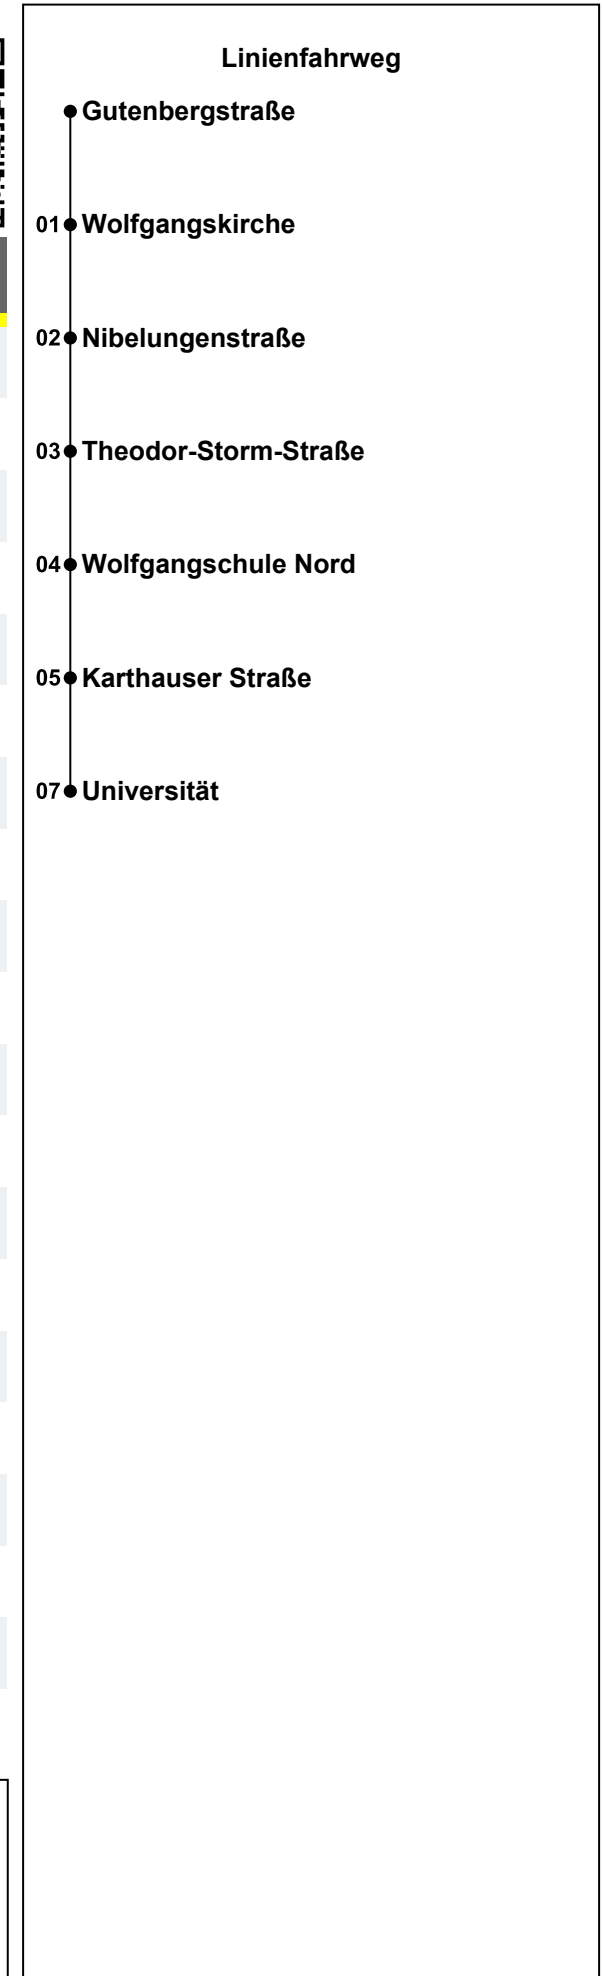 Linienfahrweg
Gutenbergstraße
01 Wolfgangskirche
02 Nibelungenstraße
03 Theodor-Storm-Straße
04 Wolfgangschule Nord
05 Karthauser Straße
07 Universität